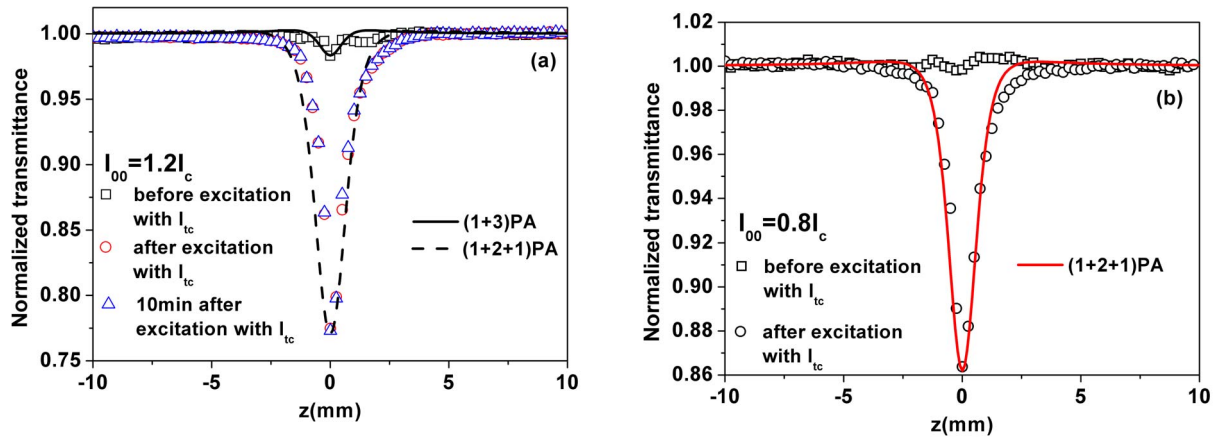 1.00
0.95
0.90
0.85
0.80
0.75
Normalized transmittance
(a)
I00=1.2Ic
before excitation
with Itc
after excitation
with Itc
10min after
excitation with Itc
(1+3)PA
(1+2+1)PA
-10
-5
0
5
10
z(mm)
1.02
1.00
0.98
0.96
0.94
0.92
0.90
0.88
0.86
Normalized transmittance
(b)
I00=0.8Ic
before excitation
with Itc
after excitation
with Itc
(1+2+1)PA
-10
-5
0
5
10
z(mm)